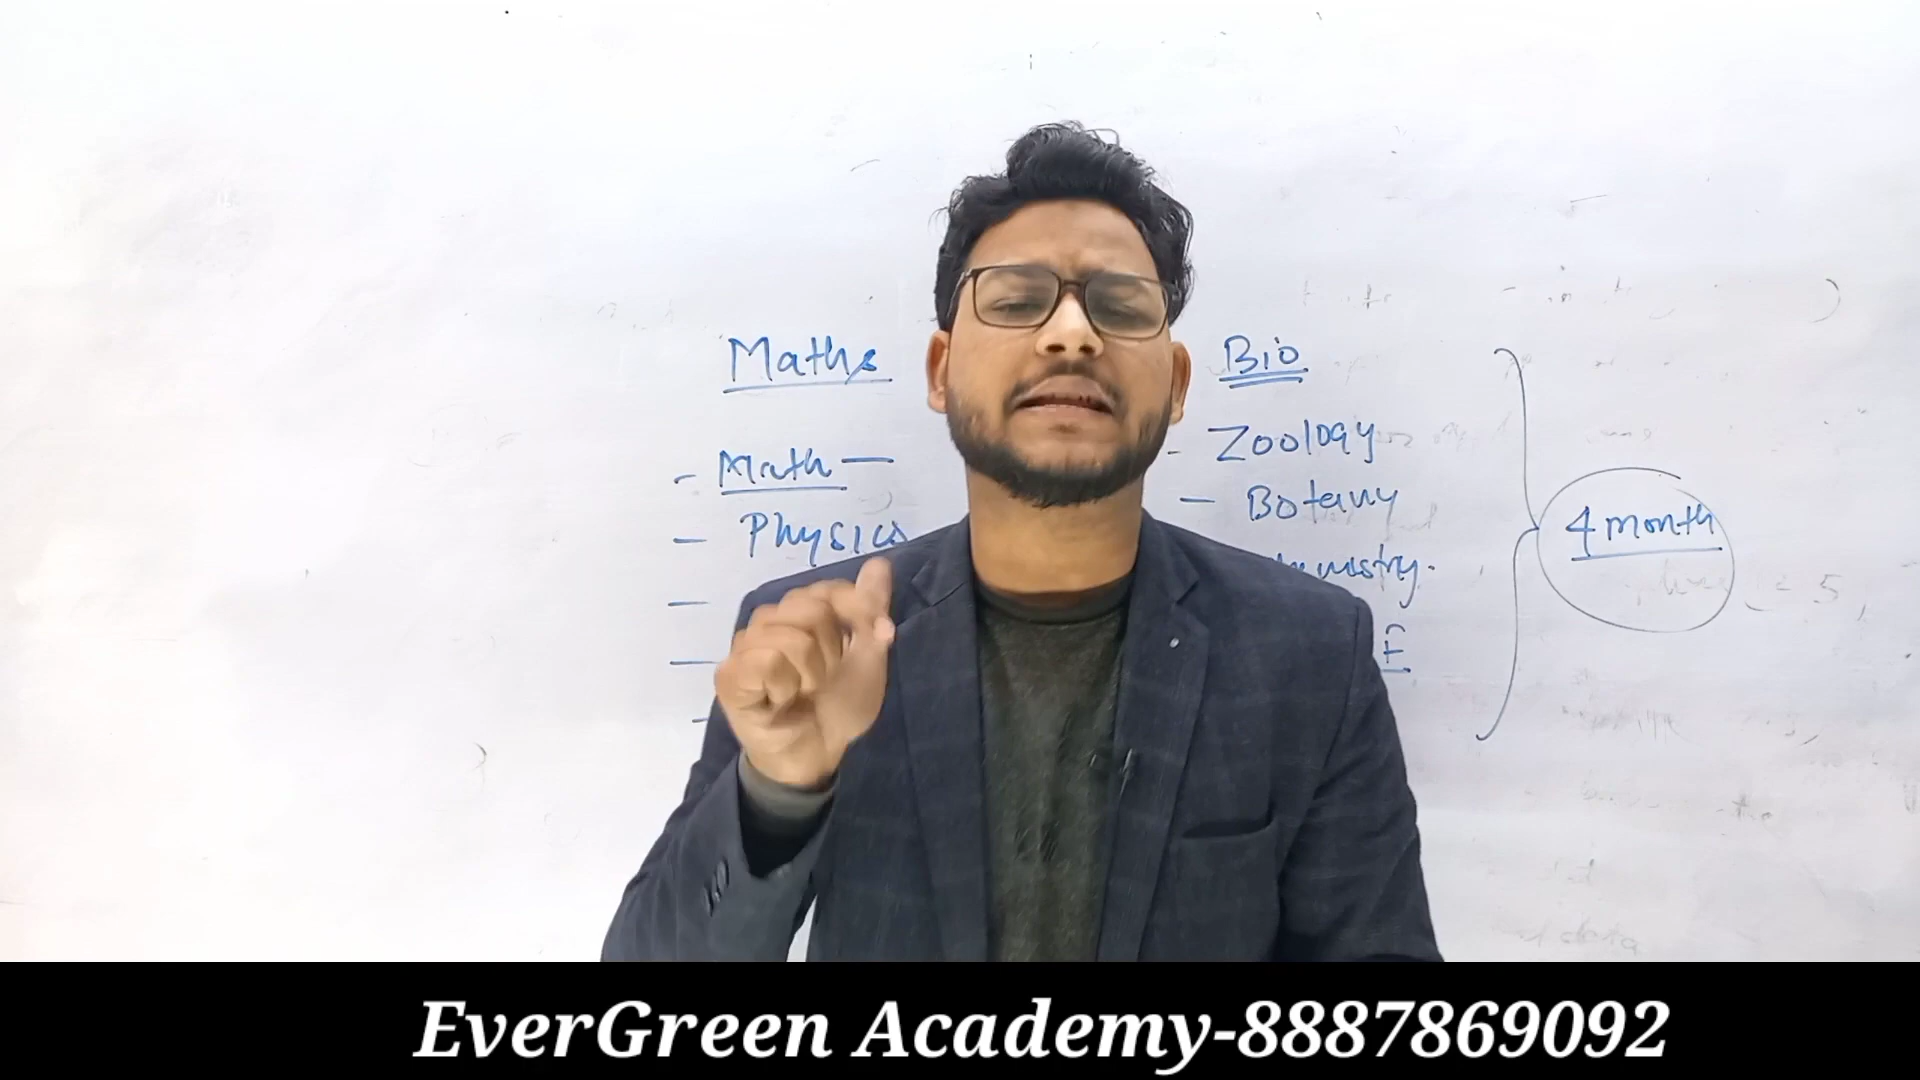 Maths
Bio
- Math —
- Zoology
- Physics
- Botany
4 month
EverGreen Academy-8887869092